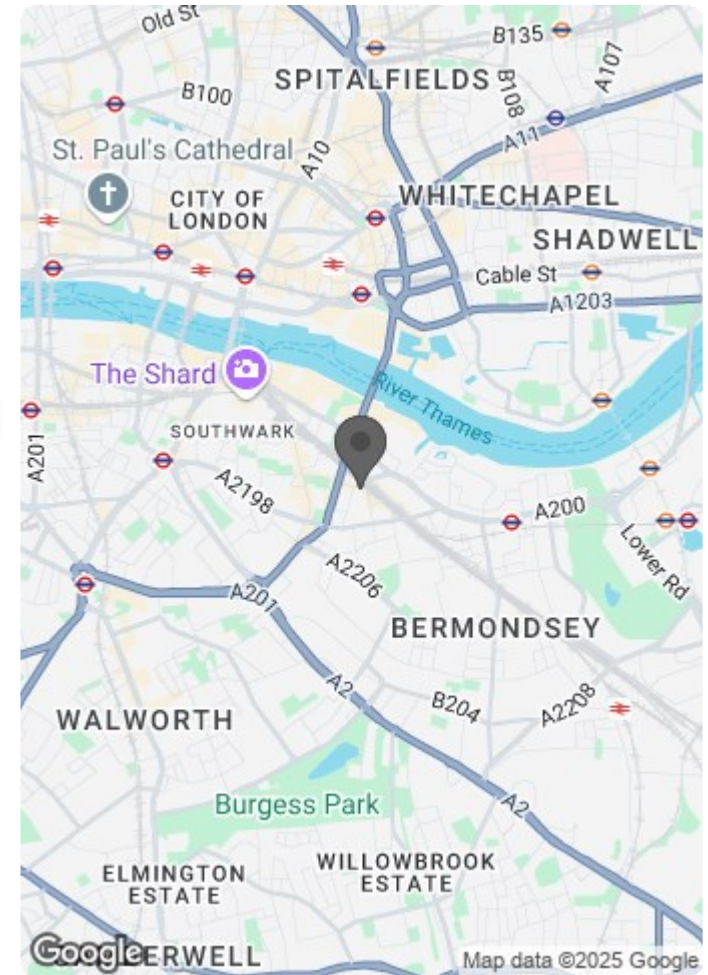 Old St
B135
A107
SPITALFIELDS
B100
B108
A10
A11
St. Paul's Cathedral
CITY OF
LONDON
WHITECHAPEL
SHADWELL
Cable St
A1203
The Shard
River Thames
SOUTHWARK
A201
A2198
A200
Lower Rd
A2206
A201
BERMONDSEY
A2
B204
A2208
WALWORTH
Burgess Park
A2
ELMINGTON
ESTATE
WILLOWBROOK
ESTATE
Google
ERWELL
Map data ©2025 Google